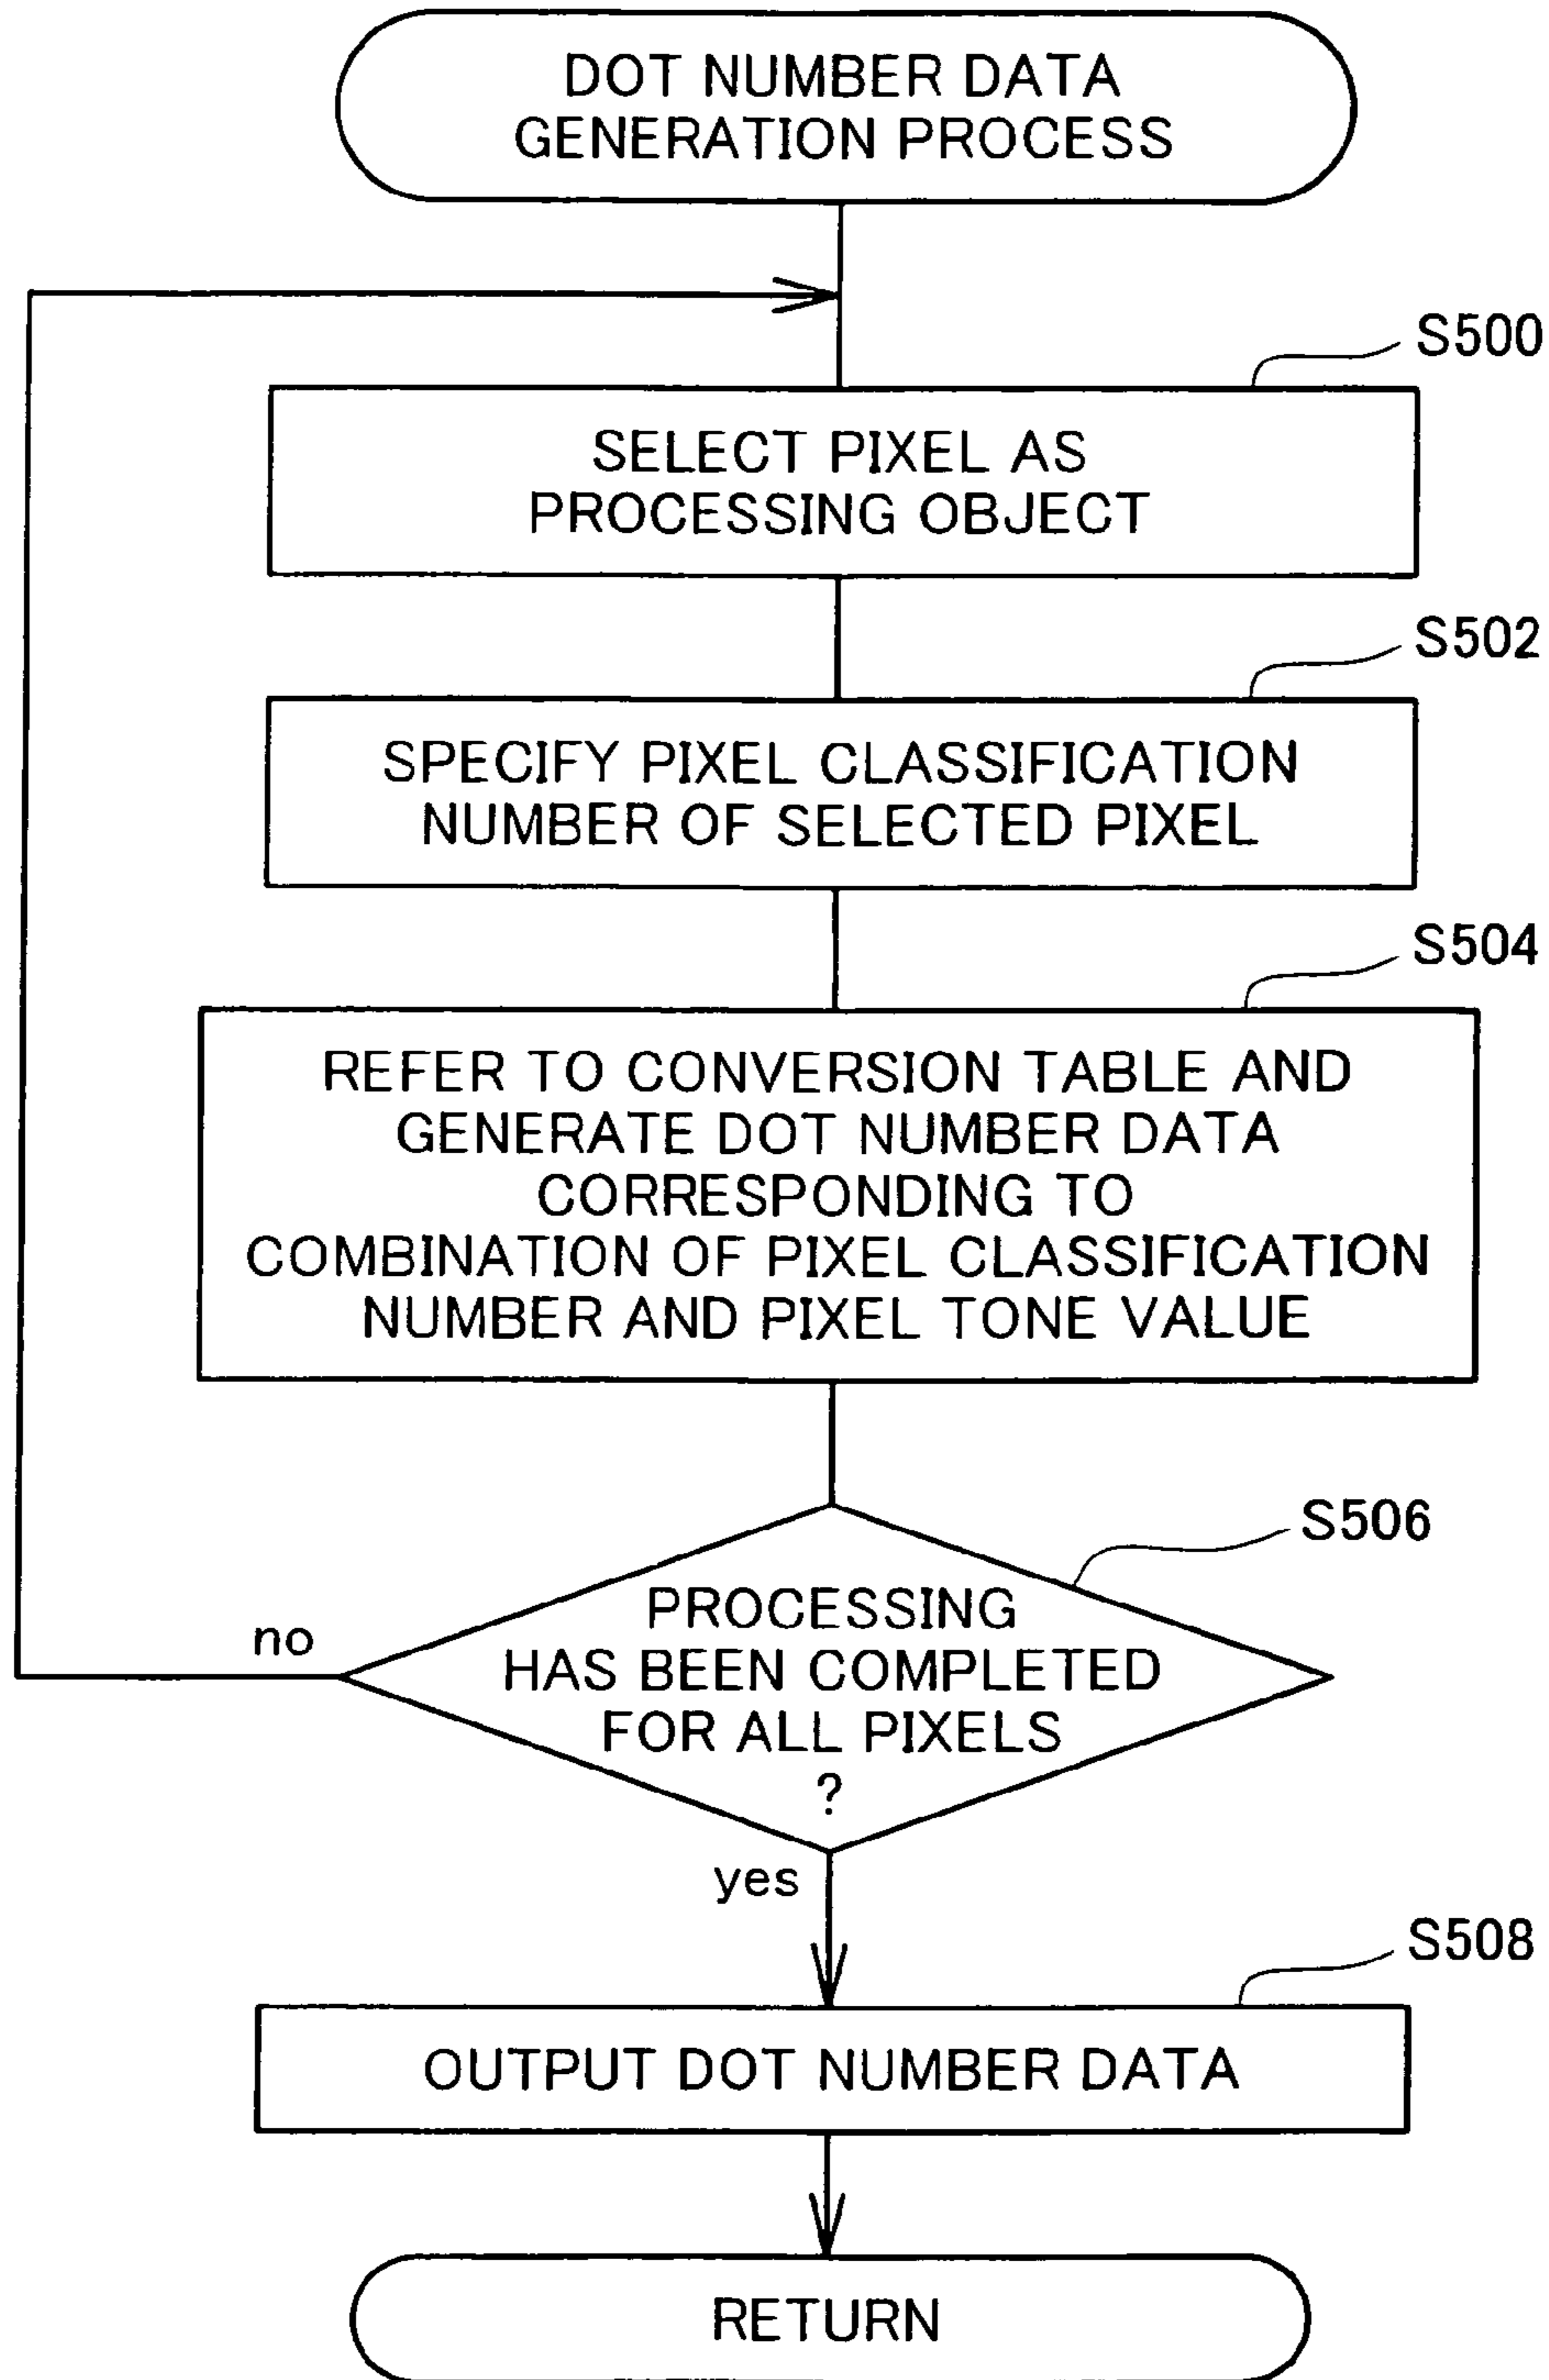 DOT NUMBER DATA
GENERATION PROCESS
S500
SELECT PIXEL AS
PROCESSING OBJECT
S502
SPECIFY PIXEL CLASSIFICATION
NUMBER OF SELECTED PIXEL
S504
REFER TO CONVERSION TABLE AND
GENERATE DOT NUMBER DATA
CORRESPONDING TO
COMBINATION OF PIXEL CLASSIFICATION
NUMBER AND PIXEL TONE VALUE
S506
PROCESSING
HAS BEEN COMPLETED
FOR ALL PIXELS
?
no
yes
S508
OUTPUT DOT NUMBER DATA
RETURN